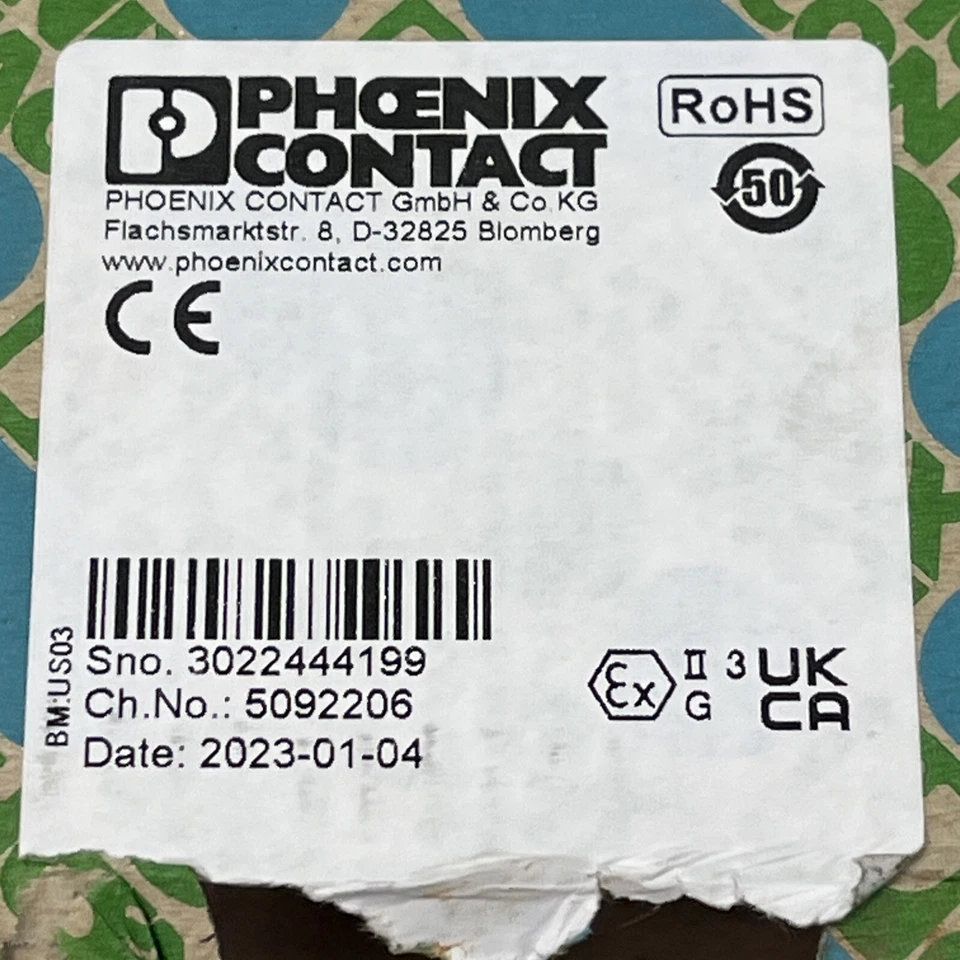 PHŒNIX
CONTACT
PHOENIX CONTACT GmbH & Co.KG
Flachsmarktstr. 8, D-32825 Blomberg
www.phoenixcontact.com
CE
RoHS
50
BM:US03
Sno. 3022444199
Ch.No.: 5092206
Date: 2023-01-04
Ex
II 3
G
UK
CA